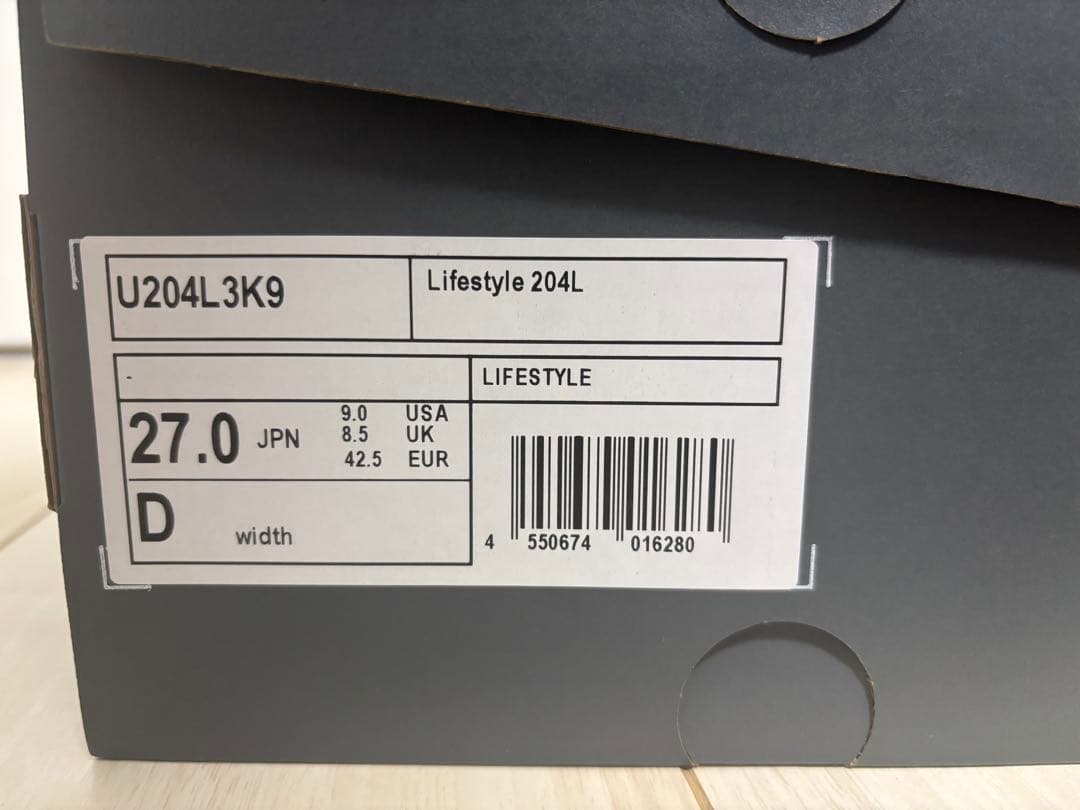 U204L3K9
Lifestyle 204L
-
LIFESTYLE
27.0 JPN
9.0 USA
8.5 UK
42.5 EUR
D width
4 550674 016280